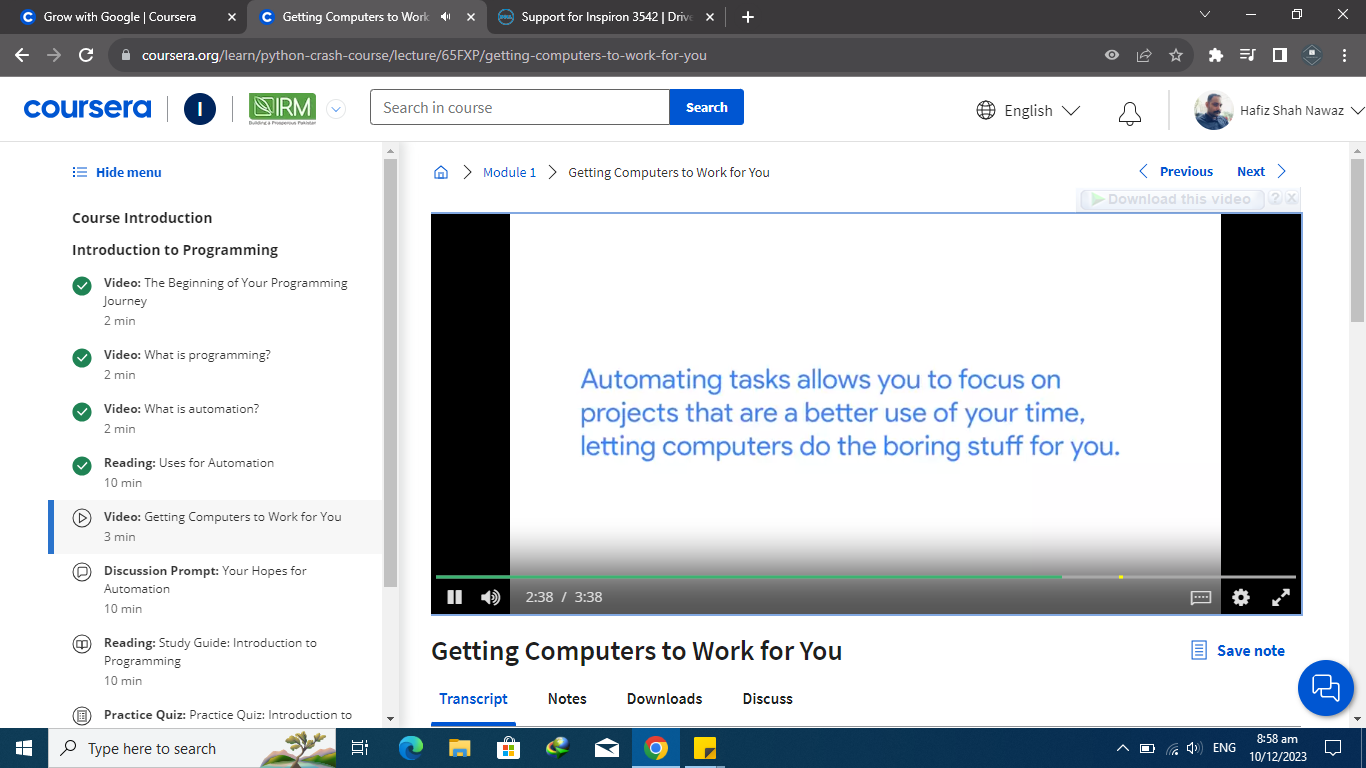 Grow with Google | Coursera
Getting Computers to Work
Support for Inspiron 3542 | Drive
coursera.org/learn/python-crash-course/lecture/65FXP/getting-computers-to-work-for-you
coursera
I
IRM
Building a Prosperous Pakistan
Search in course
Search
English
Hafiz Shah Nawaz
Hide menu
Course Introduction
Introduction to Programming
Video: The Beginning of Your Programming
Journey
2 min
Video: What is programming?
2 min
Video: What is automation?
2 min
Reading: Uses for Automation
10 min
Video: Getting Computers to Work for You
3 min
Discussion Prompt: Your Hopes for
Automation
10 min
Reading: Study Guide: Introduction to
Programming
10 min
Practice Quiz: Practice Quiz: Introduction to
Module 1
Getting Computers to Work for You
Previous
Next
Download this video ? X
Automating tasks allows you to focus on
projects that are a better use of your time,
letting computers do the boring stuff for you.
2:38 / 3:38
Getting Computers to Work for You
Save note
Transcript
Notes
Downloads
Discuss
Type here to search
ENG
8:58 am
10/12/2023